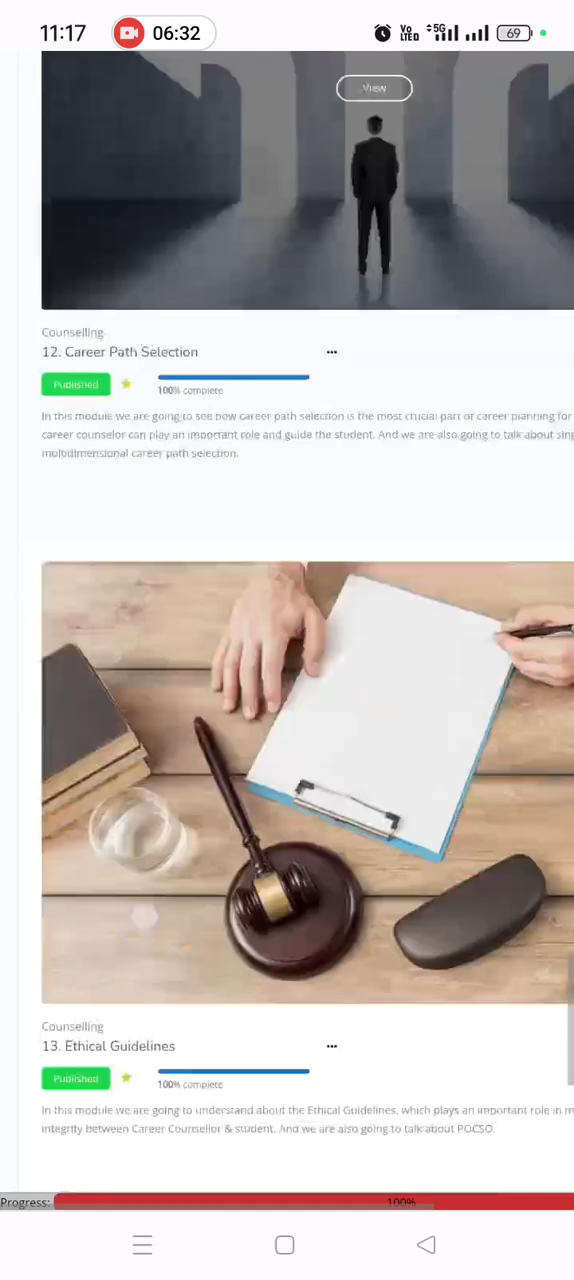 11:17 06:32 Vo LTED 5G 69
View
Counselling
12. Career Path Selection
Published 100% complete
In this module we are going to see how career path selection is the most crucial part of career planning for
career counselor can play an important role and guide the student. And we are also going to talk about sing
multidimensional career path selection.
Counselling
13. Ethical Guidelines
Published 100% complete
In this module we are going to understand about the Ethical Guidelines, which plays an important role in m
integrity between Career Counsellor & student. And we are also going to talk about POCSO.
Progress: 100%